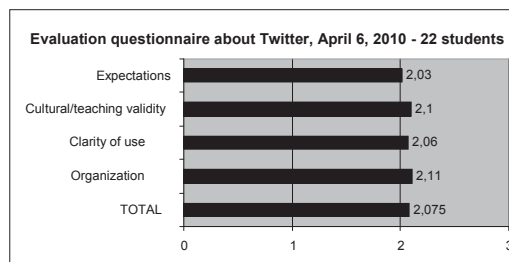 Evaluation questionnaire about Twitter, April 6, 2010 - 22 students
Expectations 2,03
Cultural/teaching validity 2,1
Clarity of use 2,06
Organization 2,11
TOTAL 2,075
0 1 2 3